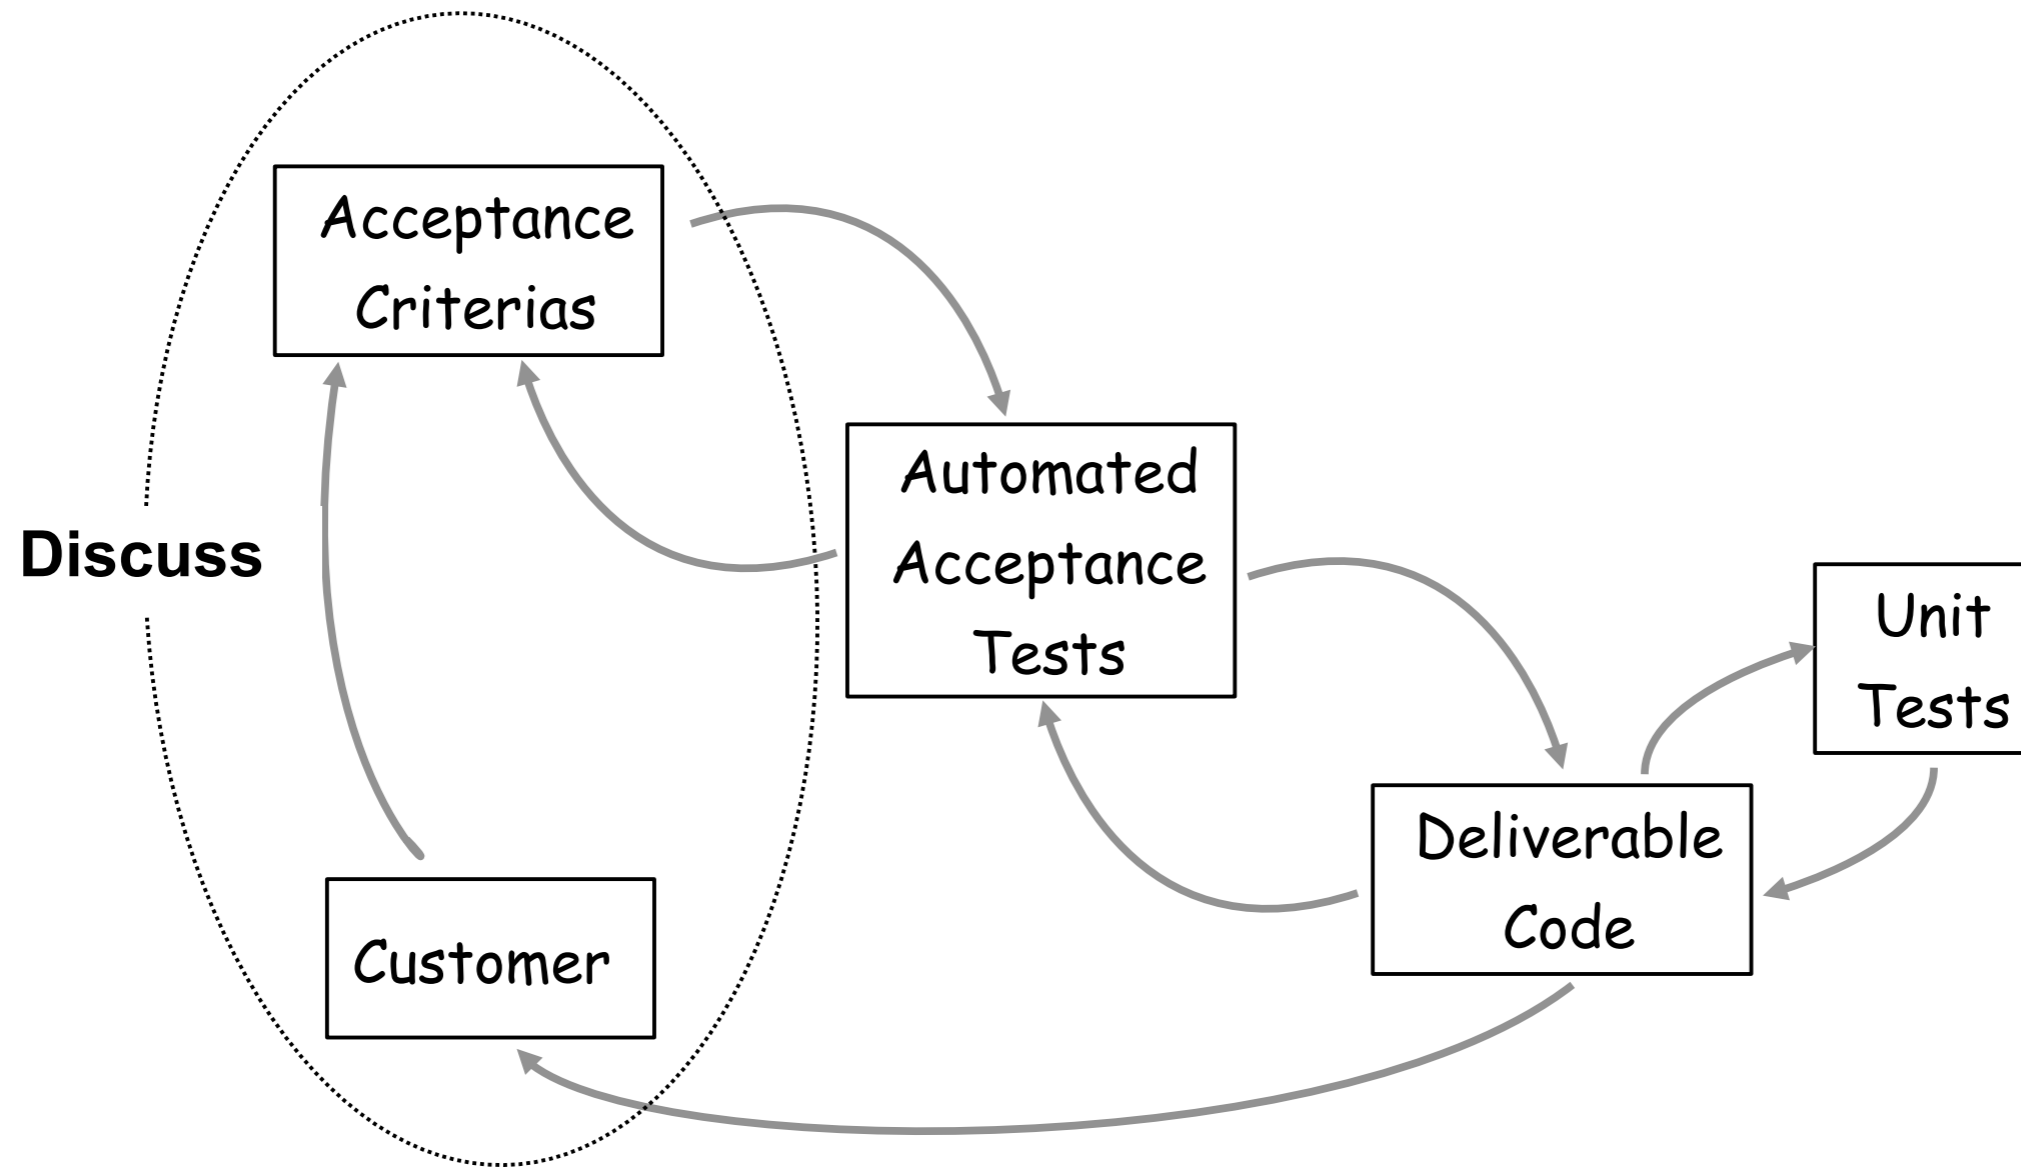 Acceptance
Criterias
Automated
Acceptance
Tests
Discuss
Unit
Tests
Deliverable
Code
Customer